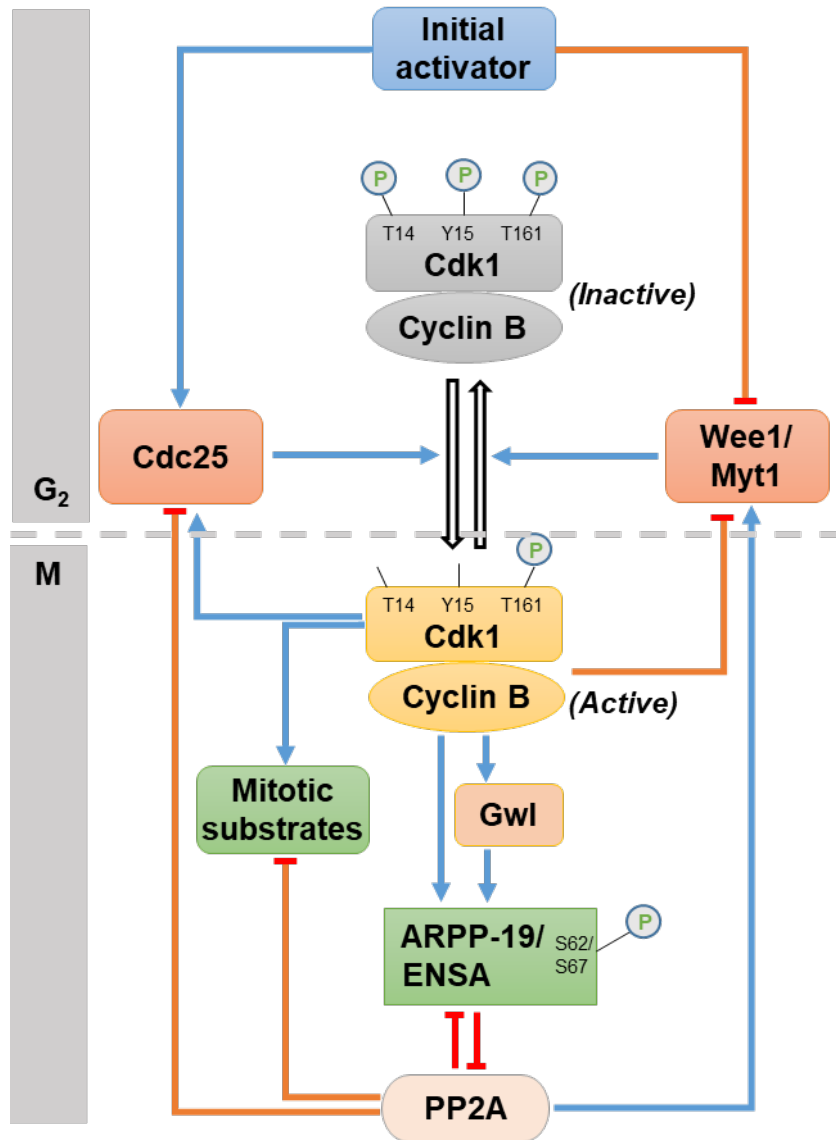 Initial
activator
P P P
T14 Y15 T161
Cdk1
(Inactive)
Cyclin B
Cdc25
Wee1/
Myt1
G₂
M
P
T14 Y15 T161
Cdk1
Cyclin B
(Active)
Mitotic
substrates
Gwl
P
ARPP-19/
ENSA
S62/
S67
PP2A